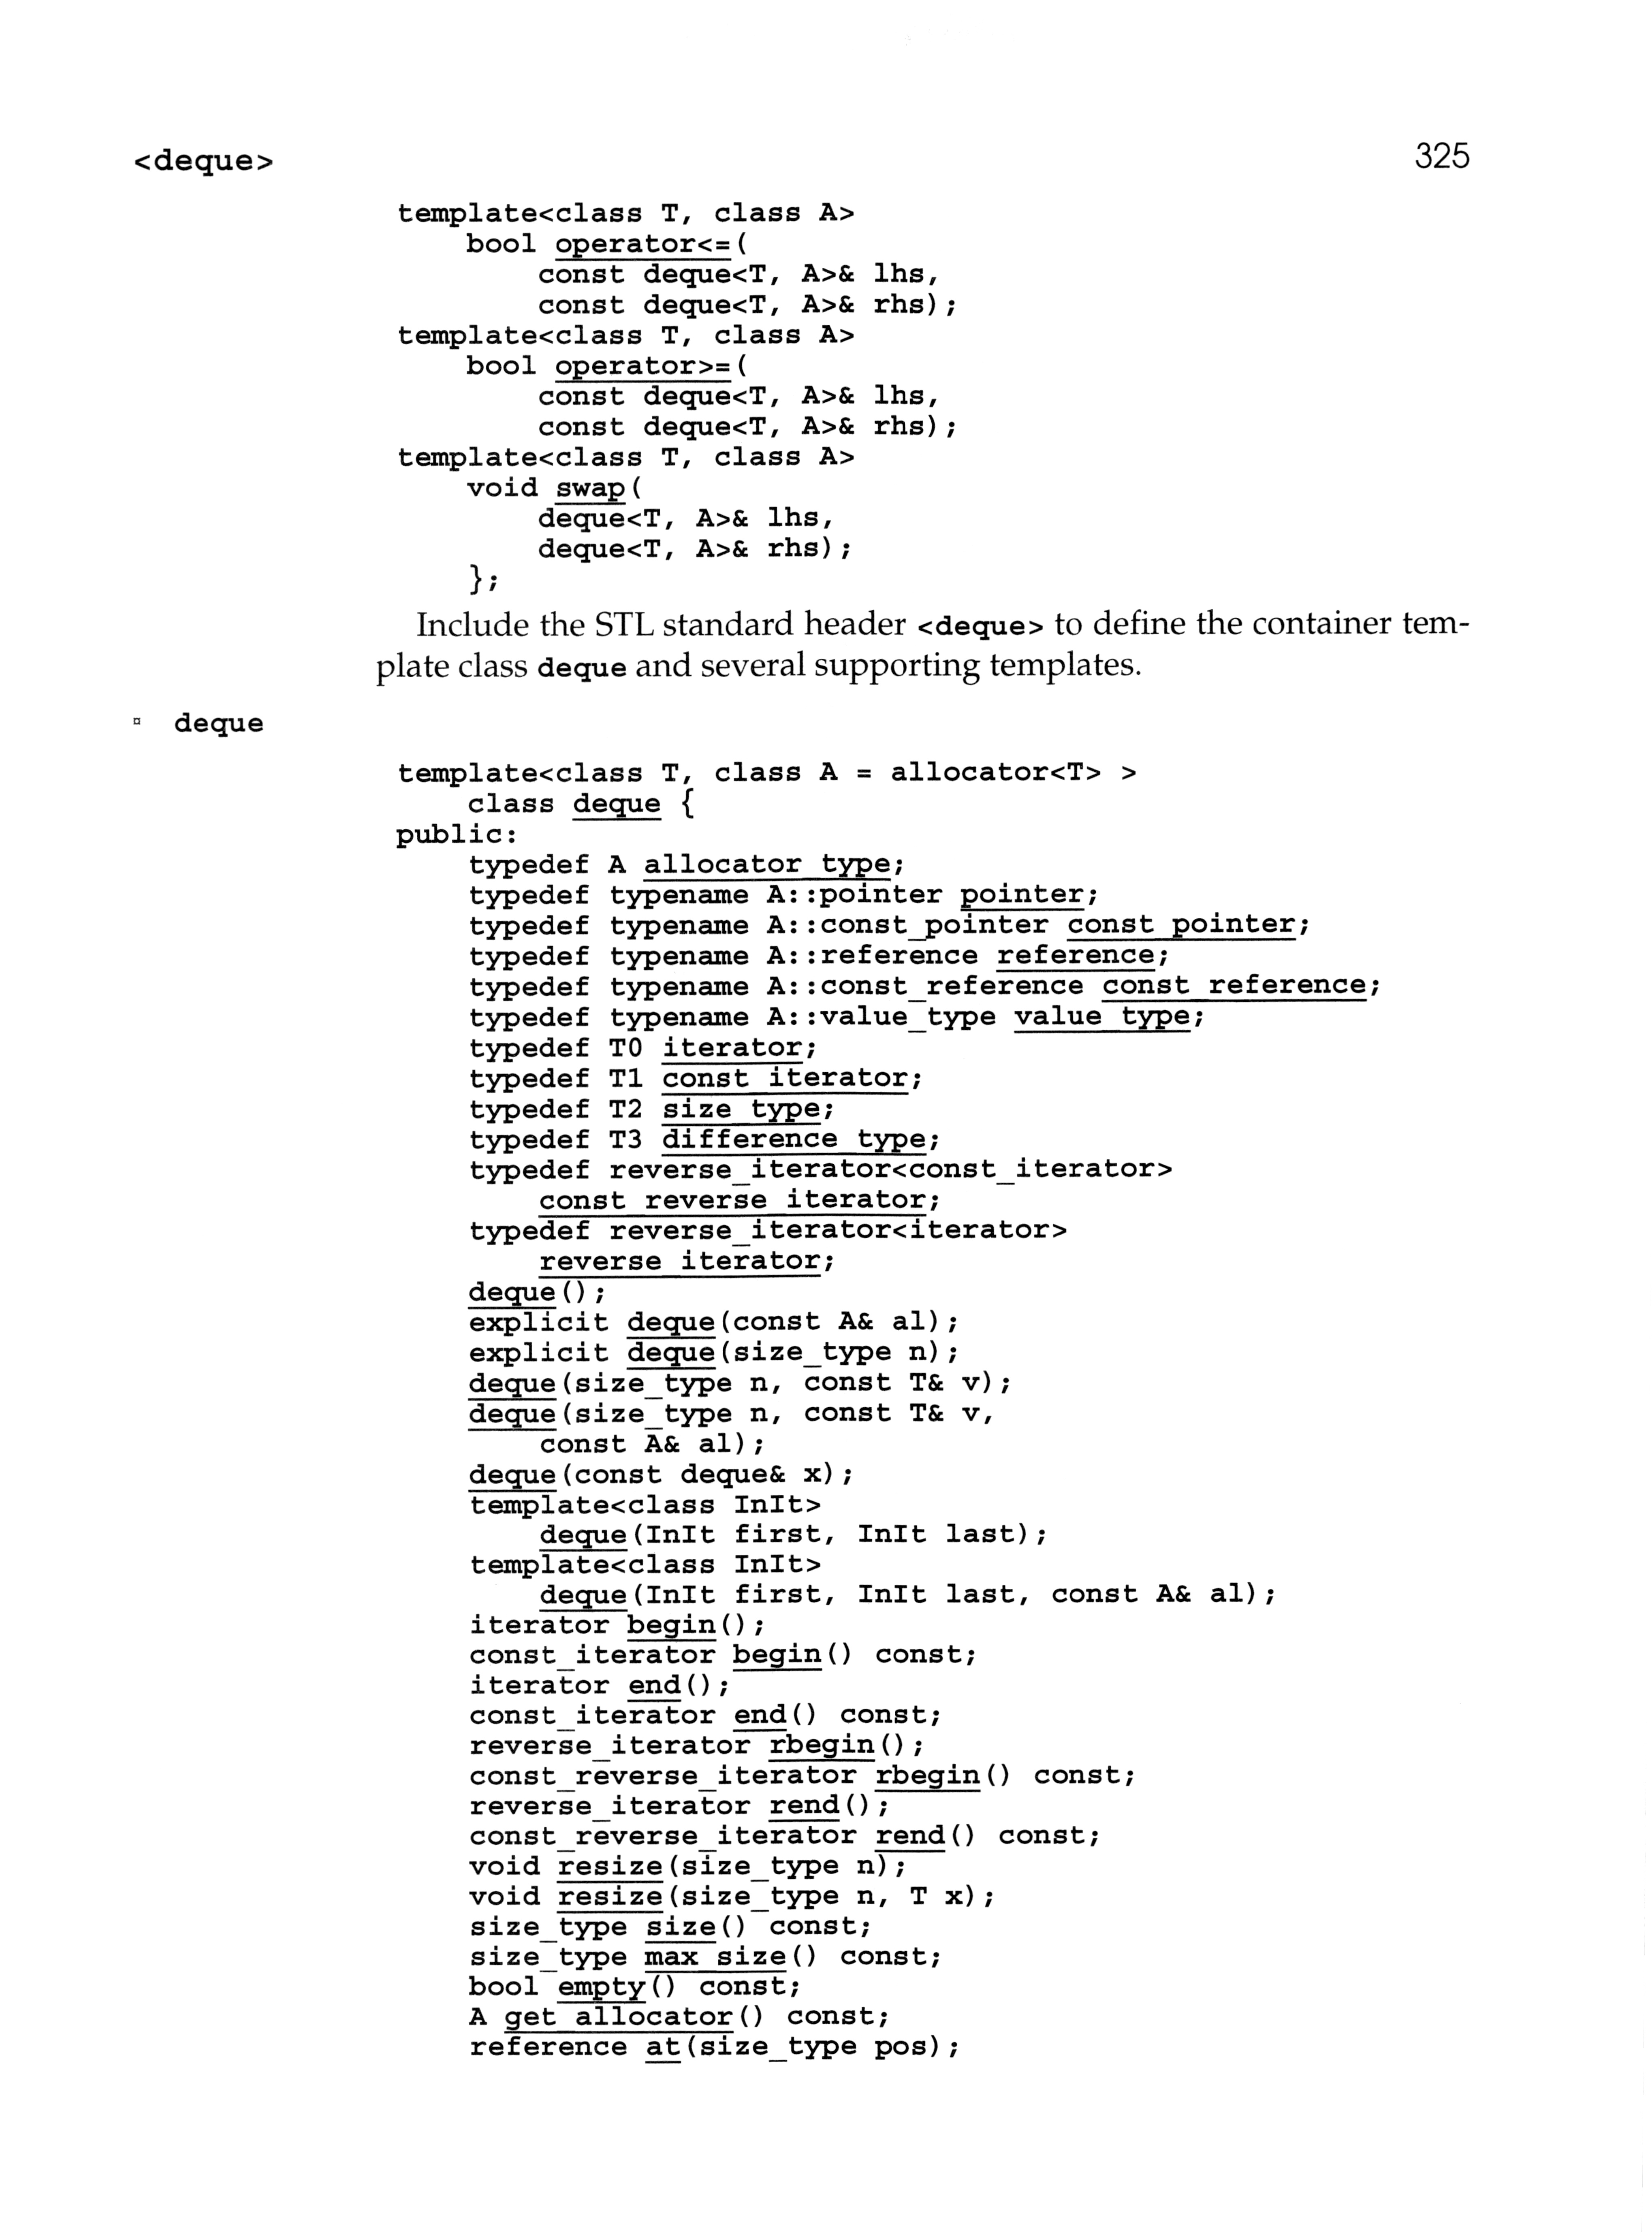 <deque> 325
template<class T, class A>
    bool operator<=(
        const deque<T, A>& lhs,
        const deque<T, A>& rhs);
template<class T, class A>
    bool operator>=(
        const deque<T, A>& lhs,
        const deque<T, A>& rhs);
template<class T, class A>
    void swap(
        deque<T, A>& lhs,
        deque<T, A>& rhs);
    };
Include the STL standard header <deque> to define the container tem-
plate class deque and several supporting templates.
¤ deque
template<class T, class A = allocator<T> >
    class deque {
public:
    typedef A allocator_type;
    typedef typename A::pointer pointer;
    typedef typename A::const_pointer const_pointer;
    typedef typename A::reference reference;
    typedef typename A::const_reference const_reference;
    typedef typename A::value_type value_type;
    typedef T0 iterator;
    typedef T1 const_iterator;
    typedef T2 size_type;
    typedef T3 difference_type;
    typedef reverse_iterator<const_iterator>
        const_reverse_iterator;
    typedef reverse_iterator<iterator>
        reverse_iterator;
    deque();
    explicit deque(const A& al);
    explicit deque(size_type n);
    deque(size_type n, const T& v);
    deque(size_type n, const T& v,
        const A& al);
    deque(const deque& x);
    template<class InIt>
        deque(InIt first, InIt last);
    template<class InIt>
        deque(InIt first, InIt last, const A& al);
    iterator begin();
    const_iterator begin() const;
    iterator end();
    const_iterator end() const;
    reverse_iterator rbegin();
    const_reverse_iterator rbegin() const;
    reverse_iterator rend();
    const_reverse_iterator rend() const;
    void resize(size_type n);
    void resize(size_type n, T x);
    size_type size() const;
    size_type max_size() const;
    bool empty() const;
    A get_allocator() const;
    reference at(size_type pos);